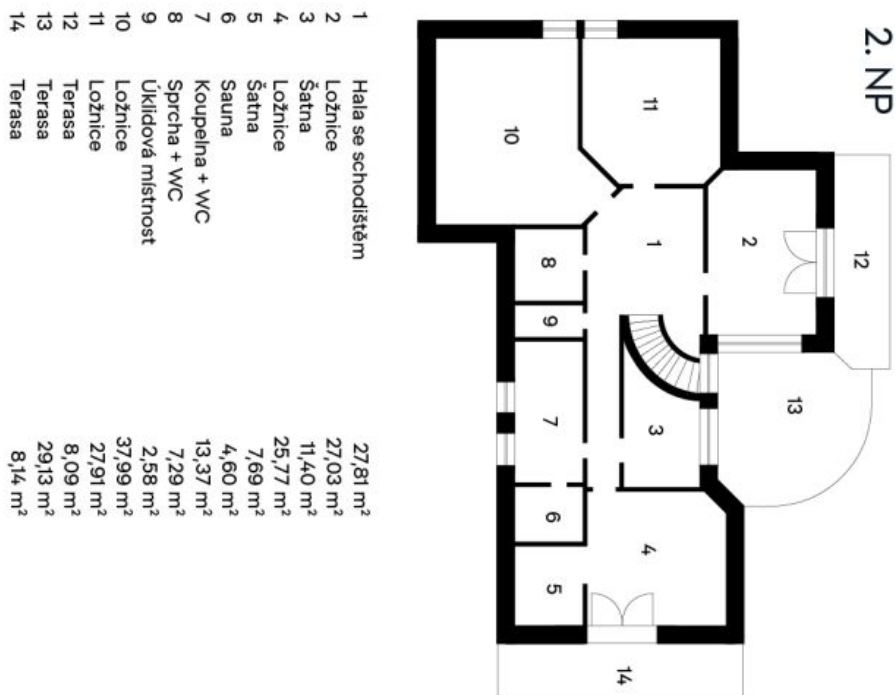 2. NP
1 Hala se schodištěm 27,81 m²
2 Ložnice 27,03 m²
3 Šatna 11,40 m²
4 Ložnice 25,77 m²
5 Šatna 7,69 m²
6 Sauna 4,60 m²
7 Koupelna + WC 13,37 m²
8 Sprcha + WC 7,29 m²
9 Úklidová místnost 2,58 m²
10 Ložnice 37,99 m²
11 Ložnice 27,91 m²
12 Terasa 8,09 m²
13 Terasa 29,13 m²
14 Terasa 8,14 m²
12
2
13
11
1
3
4
14
10
8
9
7
6
5